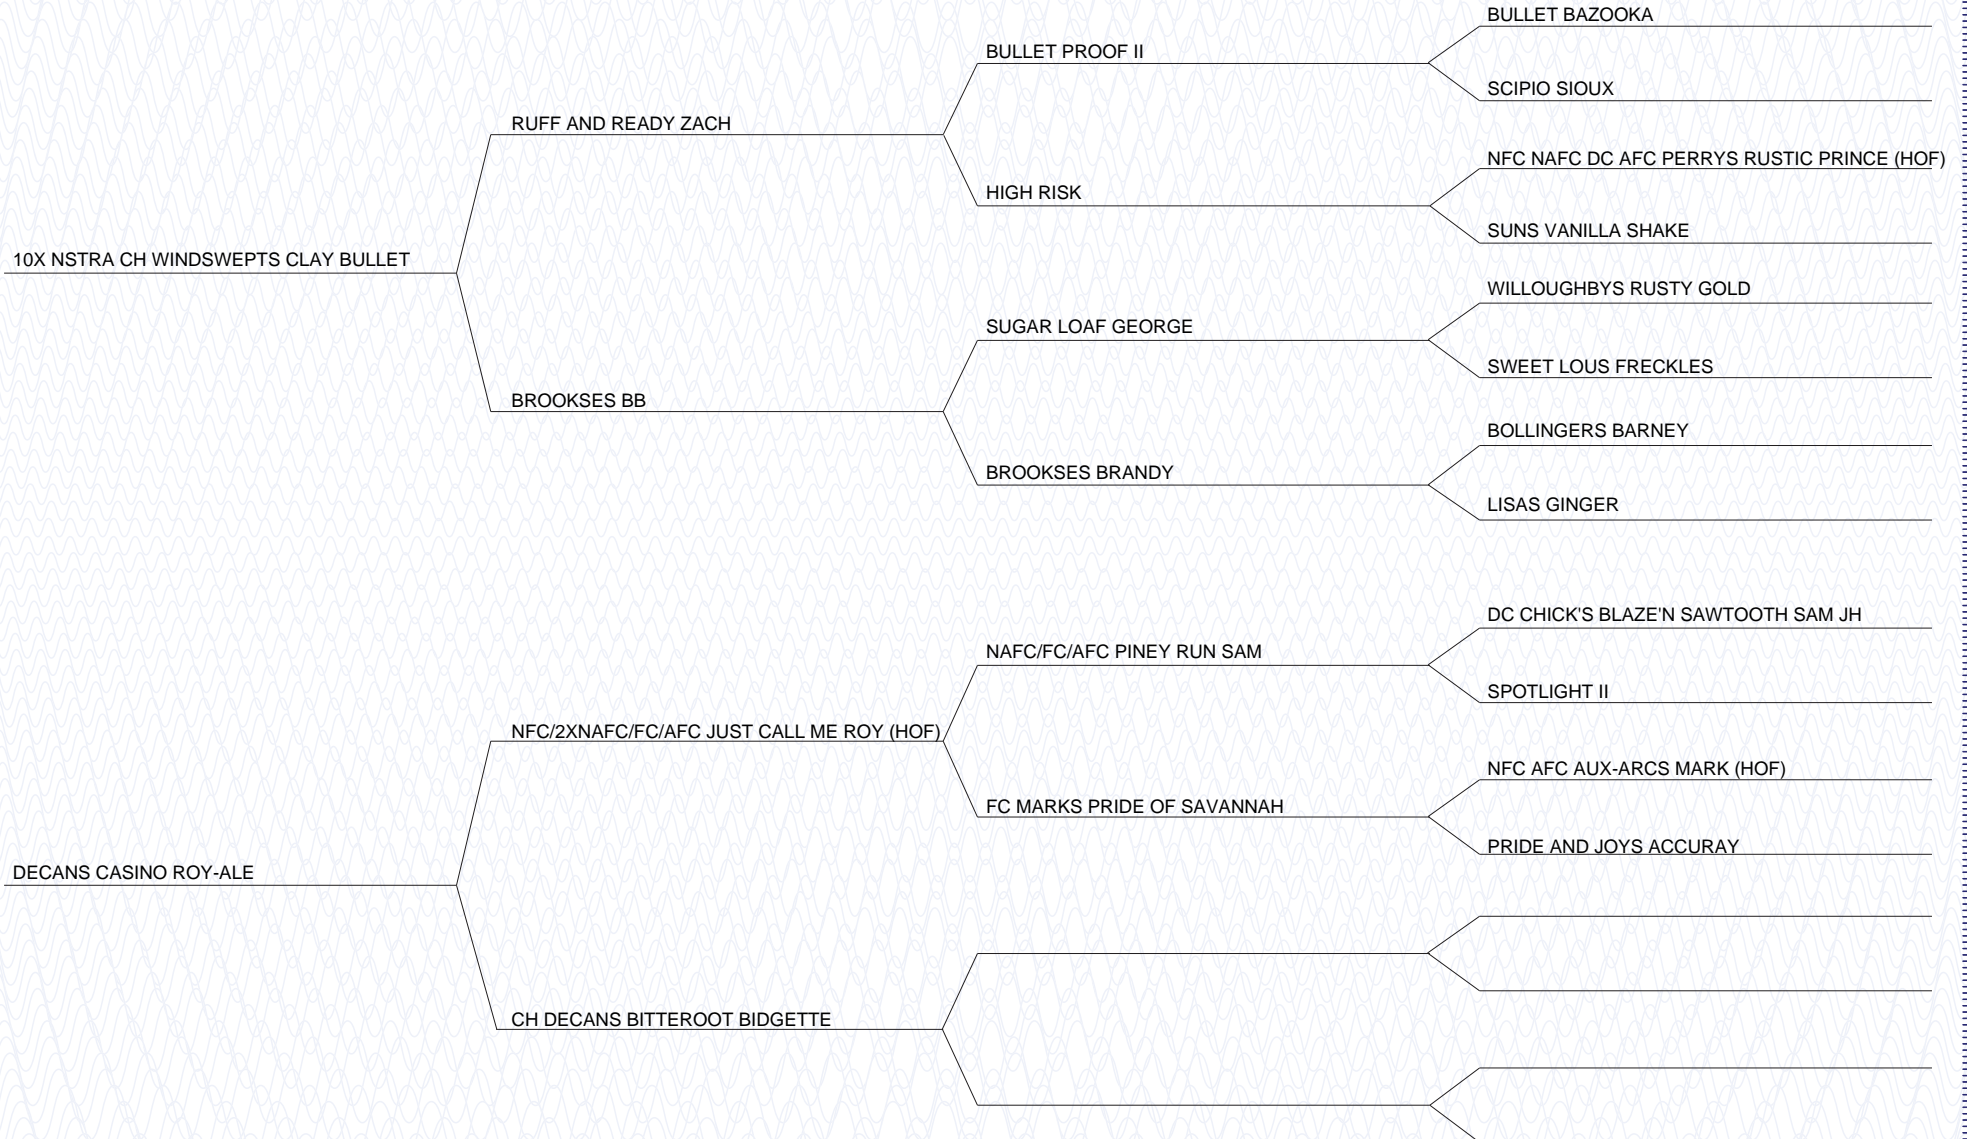 BULLET BAZOOKA
BULLET PROOF II
SCIPIO SIOUX
RUFF AND READY ZACH
NFC NAFC DC AFC PERRYS RUSTIC PRINCE (HOF)
HIGH RISK
SUNS VANILLA SHAKE
10X NSTRA CH WINDSWEPTS CLAY BULLET
WILLOUGHBYS RUSTY GOLD
SUGAR LOAF GEORGE
SWEET LOUS FRECKLES
BROOKSES BB
BOLLINGERS BARNEY
BROOKSES BRANDY
LISAS GINGER
DC CHICK'S BLAZE'N SAWTOOTH SAM JH
NAFC/FC/AFC PINEY RUN SAM
SPOTLIGHT II
NFC/2XNAFC/FC/AFC JUST CALL ME ROY (HOF)
NFC AFC AUX-ARCS MARK (HOF)
FC MARKS PRIDE OF SAVANNAH
PRIDE AND JOYS ACCURAY
DECANS CASINO ROY-ALE
CH DECANS BITTEROOT BIDGETTE